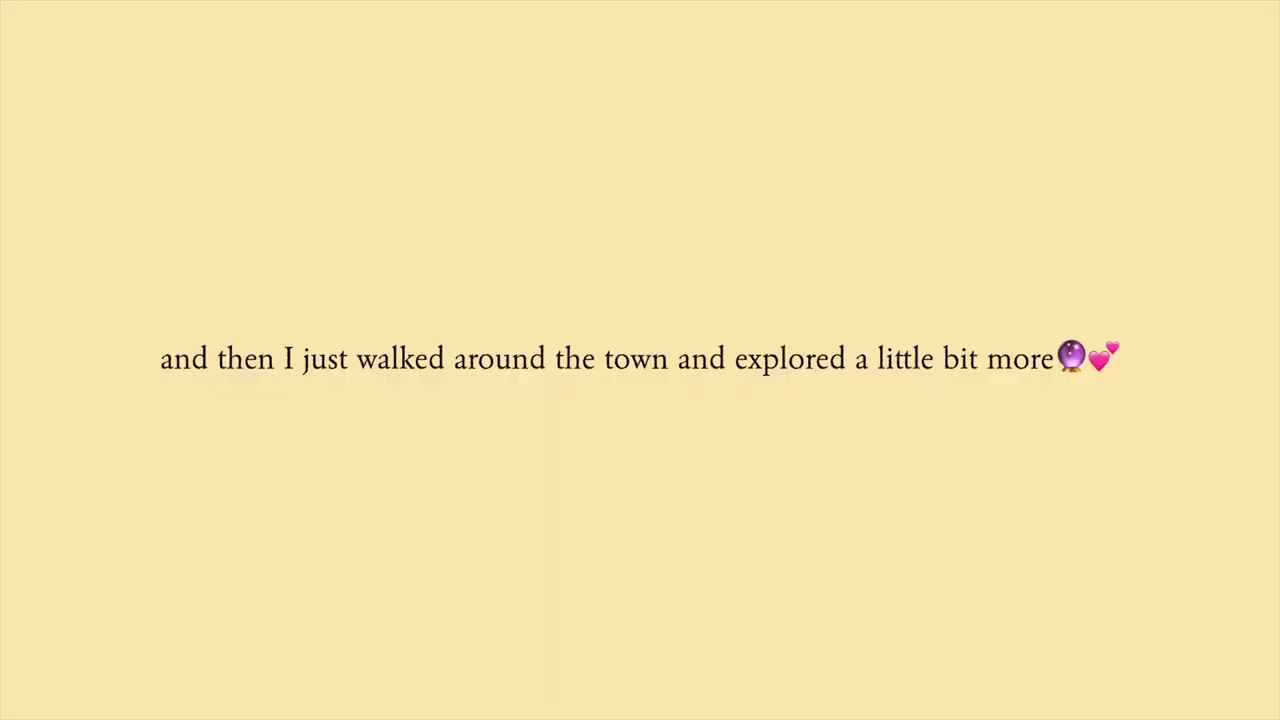 and then I just walked around the town and explored a little bit more🔮💕